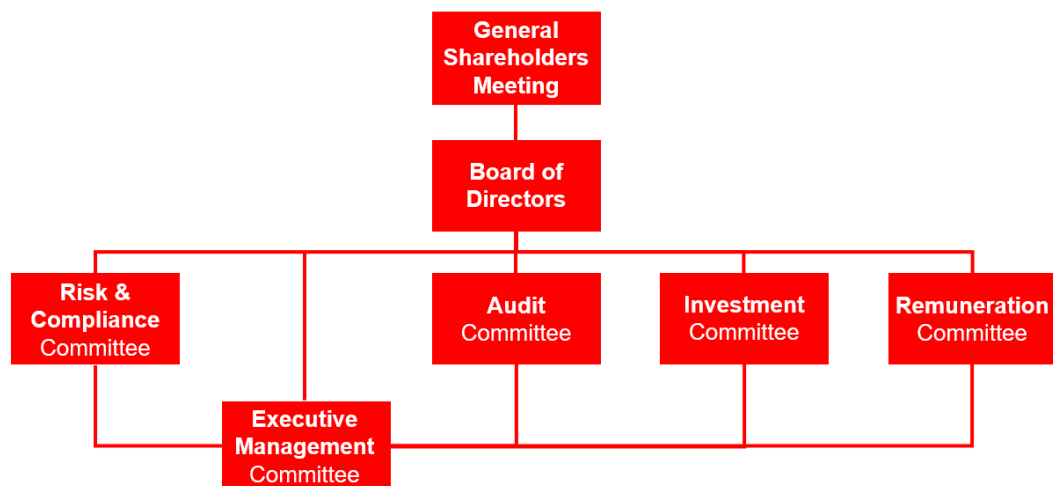 General
Shareholders
Meeting
Board of
Directors
Risk &
Compliance
Committee
Audit
Committee
Investment
Committee
Remuneration
Committee
Executive
Management
Committee